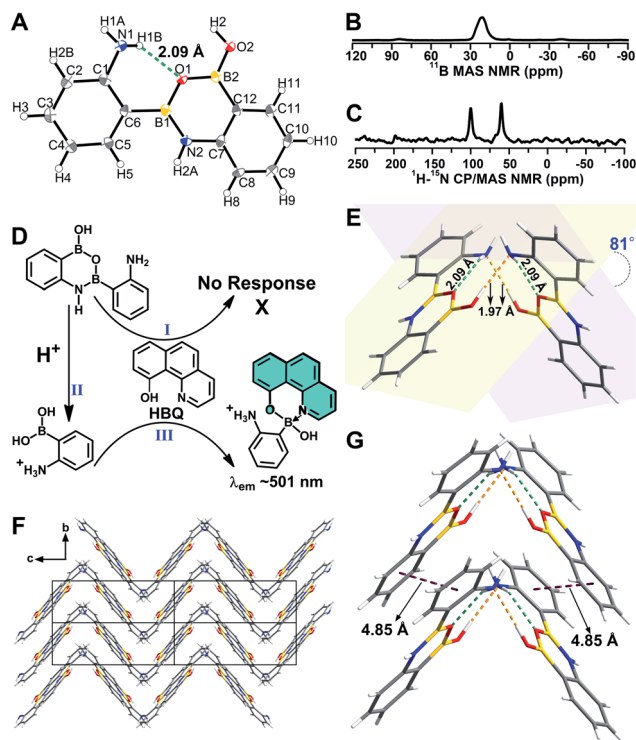 A
H1A
N1
H1B
2.09 Å
H2
O2
H2B
C2
C1
O1
B2
H11
H3
C3
C6
B1
C12
C11
C4
C5
N2
C7
C10
H10
H4
H5
H2A
C8
C9
H8
H9
B
120 90 60 30 0 -30 -60 -90
11B MAS NMR (ppm)
C
250 200 150 100 50 0 -50 -100
1H-15N CP/MAS NMR (ppm)
D
OH
B
O
B
NH2
N
H
No Response
X
I
H+
II
OH
N
HBQ
HO
B
OH
+H3N
III
O
N
+H3N
B
OH
λem ~501 nm
E
81°
2.09 Å
2.09 Å
1.97 Å
F
b
c
G
4.85 Å
4.85 Å